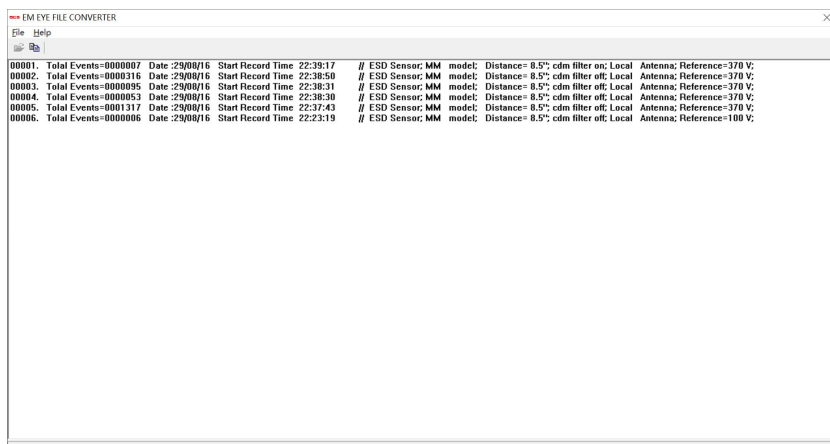 EM EYE FILE CONVERTER
File Help
00001. Total Events=0000007 Date :29/08/16 Start Record Time 22:39:17 // ESD Sensor; MM model; Distance= 8.5"; cdm filter on; Local Antenna; Reference=370 V;
00002. Total Events=0000316 Date :29/08/16 Start Record Time 22:38:50 // ESD Sensor; MM model; Distance= 8.5"; cdm filter off; Local Antenna; Reference=370 V;
00003. Total Events=0000095 Date :29/08/16 Start Record Time 22:38:31 // ESD Sensor; MM model; Distance= 8.5"; cdm filter off; Local Antenna; Reference=370 V;
00004. Total Events=0000053 Date :29/08/16 Start Record Time 22:38:30 // ESD Sensor; MM model; Distance= 8.5"; cdm filter off; Local Antenna; Reference=370 V;
00005. Total Events=0001317 Date :29/08/16 Start Record Time 22:37:43 // ESD Sensor; MM model; Distance= 8.5"; cdm filter off; Local Antenna; Reference=370 V;
00006. Total Events=0000006 Date :29/08/16 Start Record Time 22:23:19 // ESD Sensor; MM model; Distance= 8.5"; cdm filter off; Local Antenna; Reference=100 V;